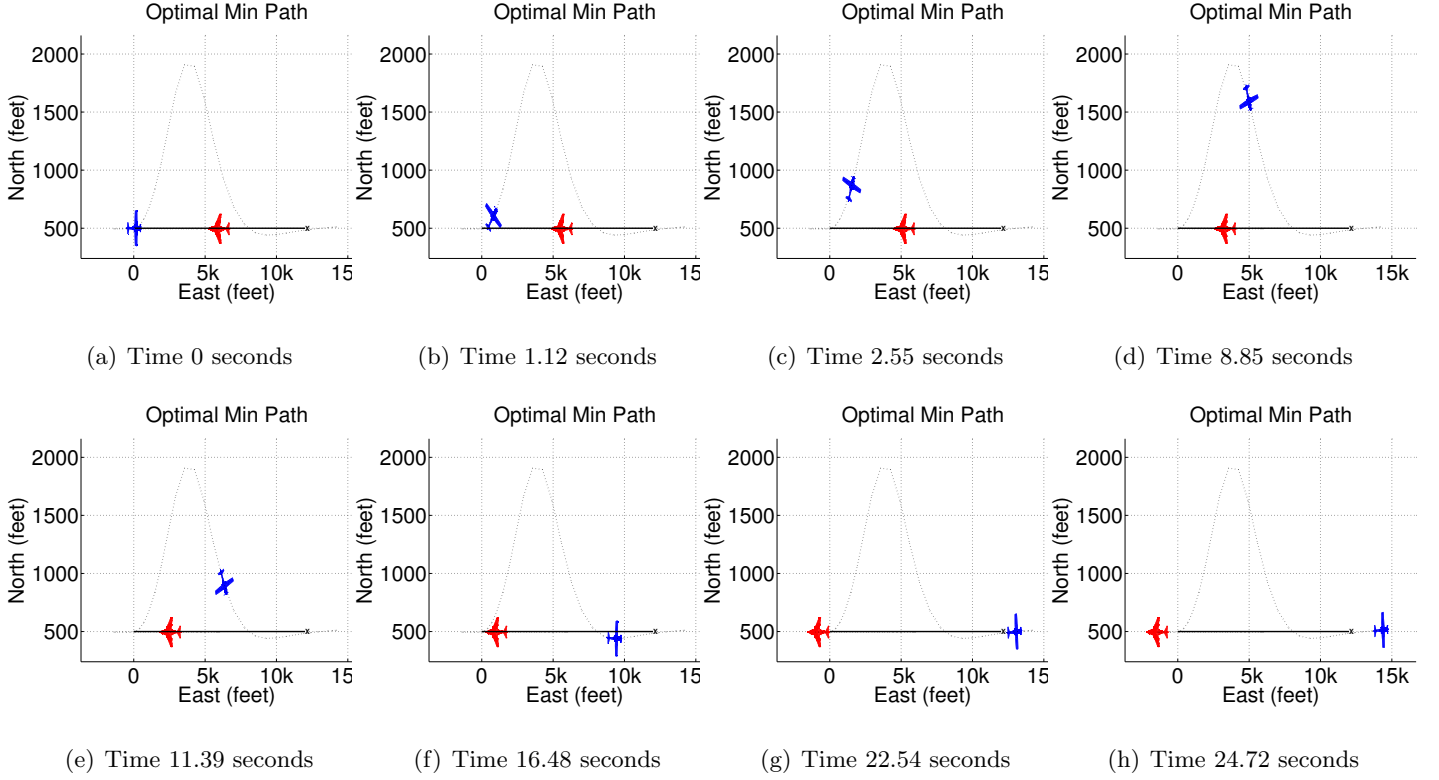 Optimal Min Path
2000
1500
1000
500
0
5k
10k
15
North (feet)
East (feet)
(a) Time 0 seconds
Optimal Min Path
2000
1500
1000
500
0
5k
10k
15
North (feet)
East (feet)
(b) Time 1.12 seconds
Optimal Min Path
2000
1500
1000
500
0
5k
10k
15
North (feet)
East (feet)
(c) Time 2.55 seconds
Optimal Min Path
2000
1500
1000
500
0
5k
10k
15k
North (feet)
East (feet)
(d) Time 8.85 seconds
Optimal Min Path
2000
1500
1000
500
0
5k
10k
15
North (feet)
East (feet)
(e) Time 11.39 seconds
Optimal Min Path
2000
1500
1000
500
0
5k
10k
15
North (feet)
East (feet)
(f) Time 16.48 seconds
Optimal Min Path
2000
1500
1000
500
0
5k
10k
15
North (feet)
East (feet)
(g) Time 22.54 seconds
Optimal Min Path
2000
1500
1000
500
0
5k
10k
15k
North (feet)
East (feet)
(h) Time 24.72 seconds